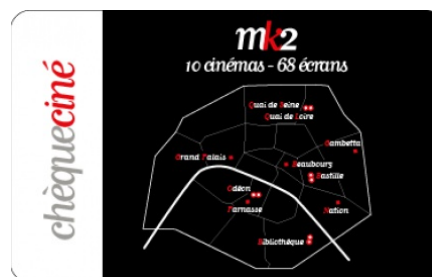 chèqueciné
mk2
10 cinémas - 68 écrans
Quai de Seine
Quai de Loire
Gambetta
Grand Palais
Beaubourg
Bastille
Odéon
Parnasse
Nation
Bibliothèque